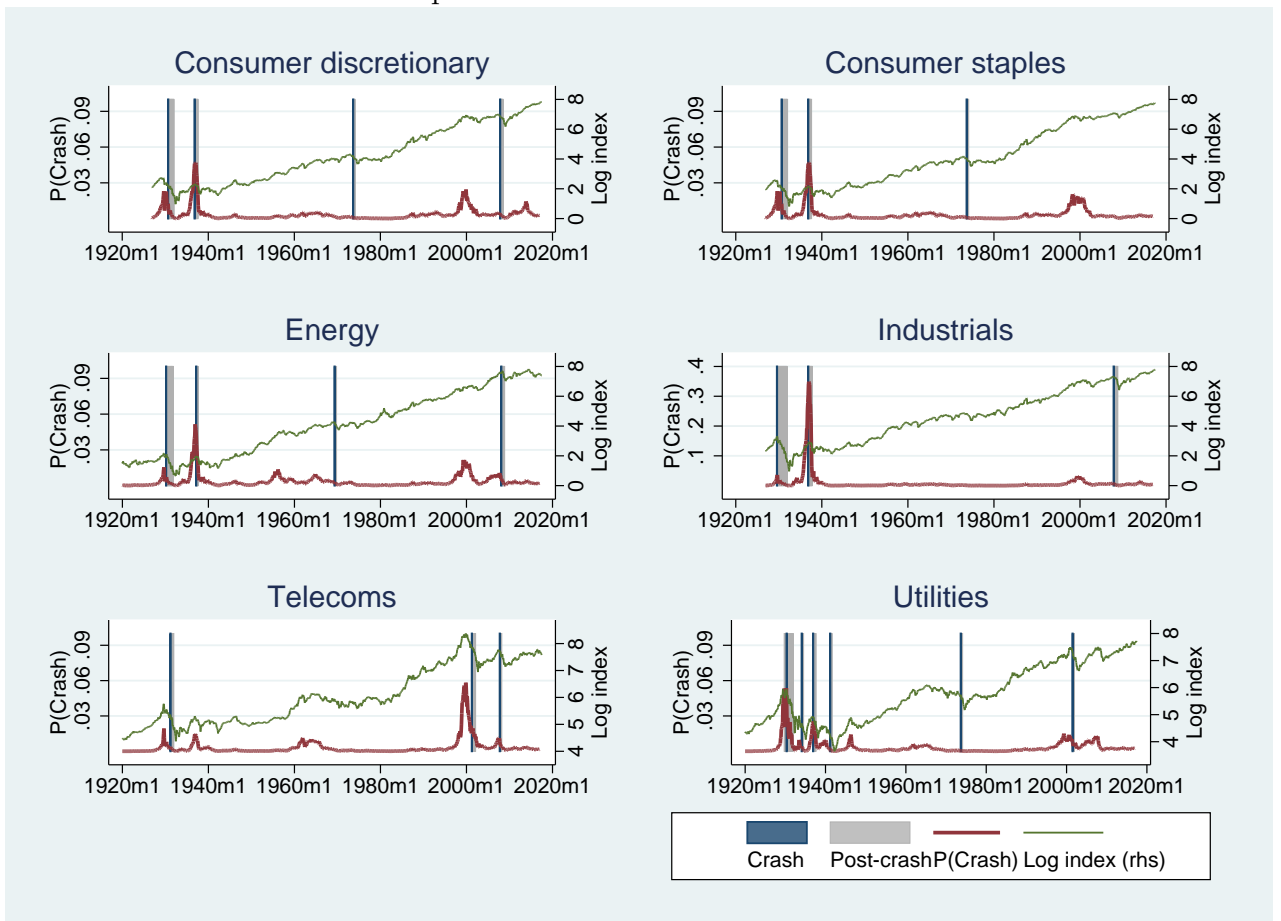 Consumer discretionary
P(Crash)
.03 .06 .09
0 2 4 6 8
Log index
1920m1 1940m1 1960m1 1980m1 2000m1 2020m1
Consumer staples
P(Crash)
.03 .06 .09
0 2 4 6 8
Log index
1920m1 1940m1 1960m1 1980m1 2000m1 2020m1
Energy
P(Crash)
.03 .06 .09
0 2 4 6 8
Log index
1920m1 1940m1 1960m1 1980m1 2000m1 2020m1
Industrials
P(Crash)
.1 .2 .3 .4
0 2 4 6 8
Log index
1920m1 1940m1 1960m1 1980m1 2000m1 2020m1
Telecoms
P(Crash)
.03 .06 .09
4 5 6 7 8
Log index
1920m1 1940m1 1960m1 1980m1 2000m1 2020m1
Utilities
P(Crash)
.03 .06 .09
4 5 6 7 8
Log index
1920m1 1940m1 1960m1 1980m1 2000m1 2020m1
Crash Post-crash P(Crash) Log index (rhs)